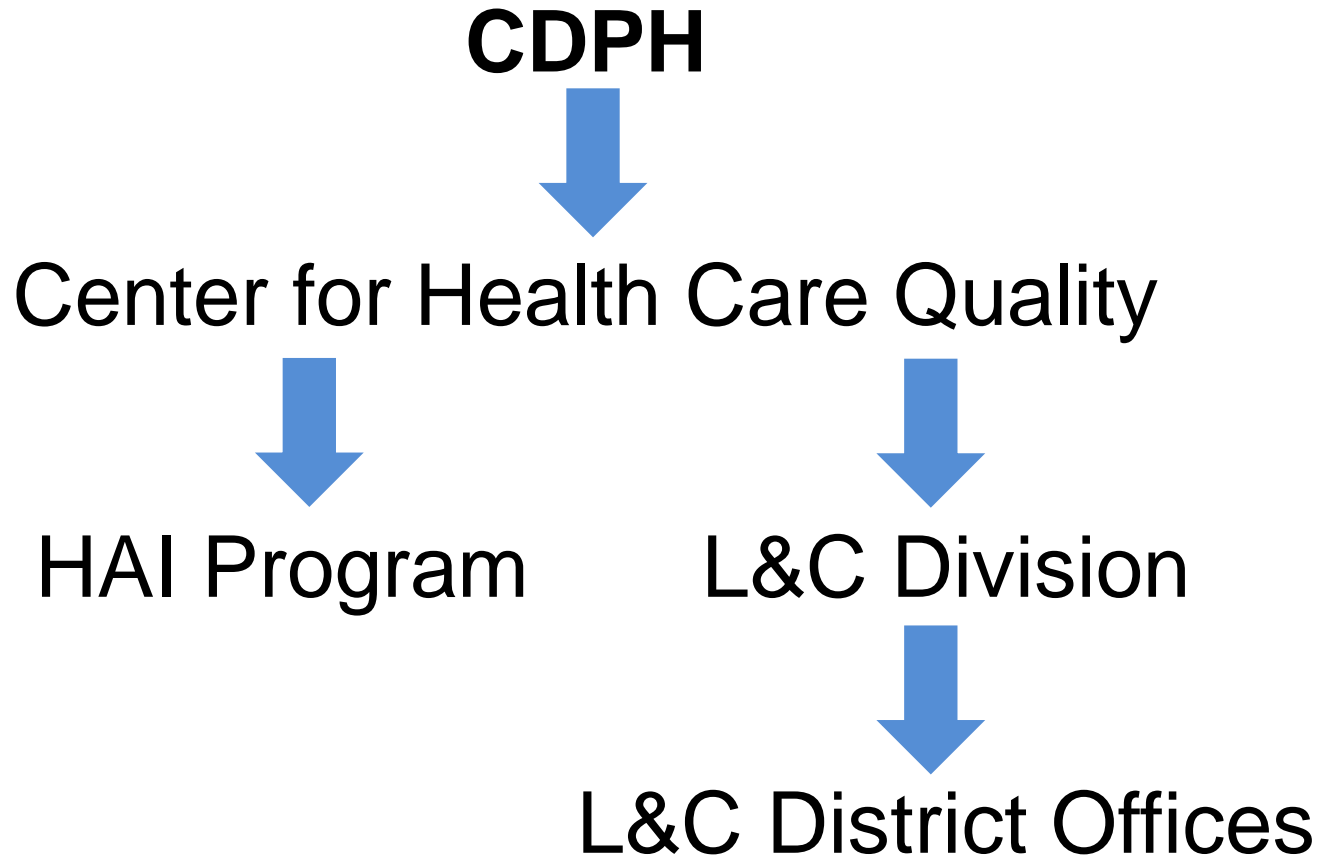 CDPH
Center for Health Care Quality
HAI Program
L&C Division
L&C District Offices